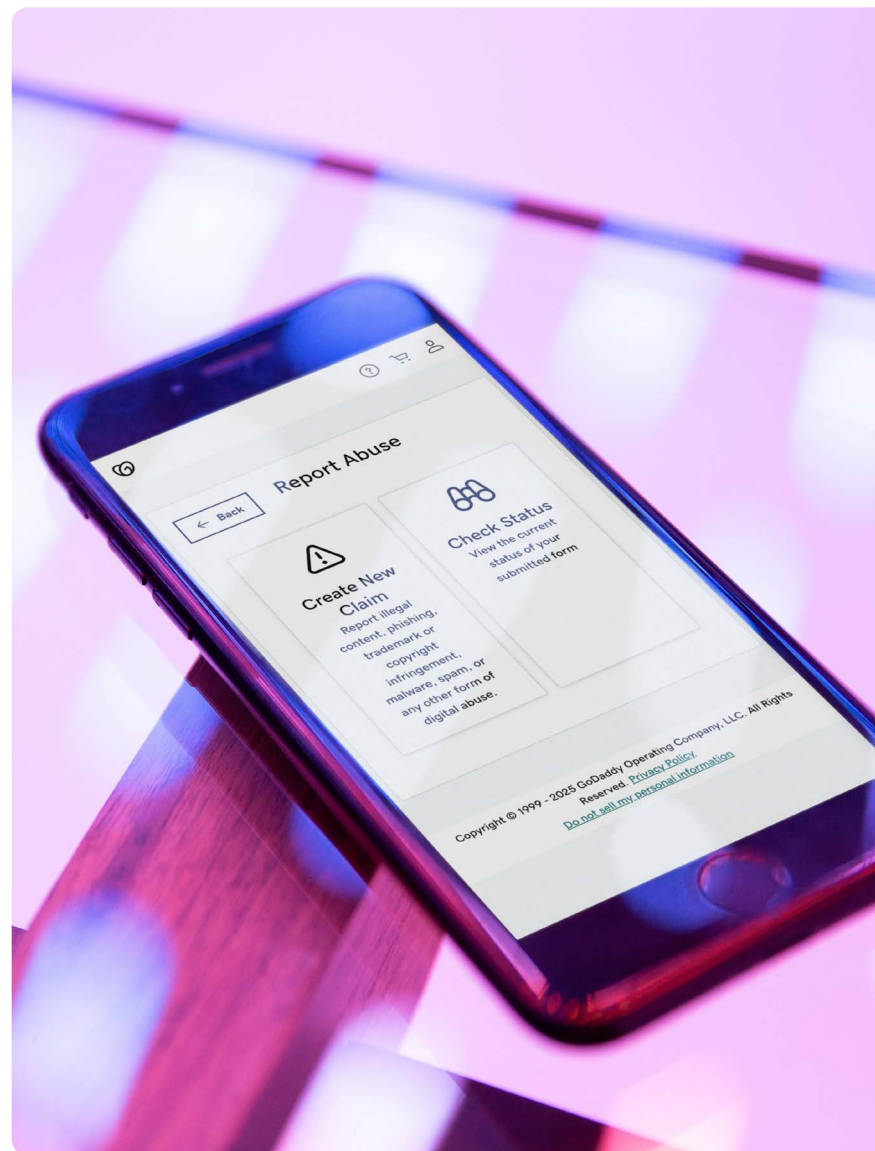 Report Abuse
← Back
Create New
Claim
Report illegal
content, phishing,
trademark or
copyright
infringement,
malware, spam, or
any other form of
digital abuse.
Check Status
View the current
status of your
submitted form
Copyright © 1999 - 2025 GoDaddy Operating Company, LLC. All Rights
Reserved. Privacy Policy
Do not sell my personal information